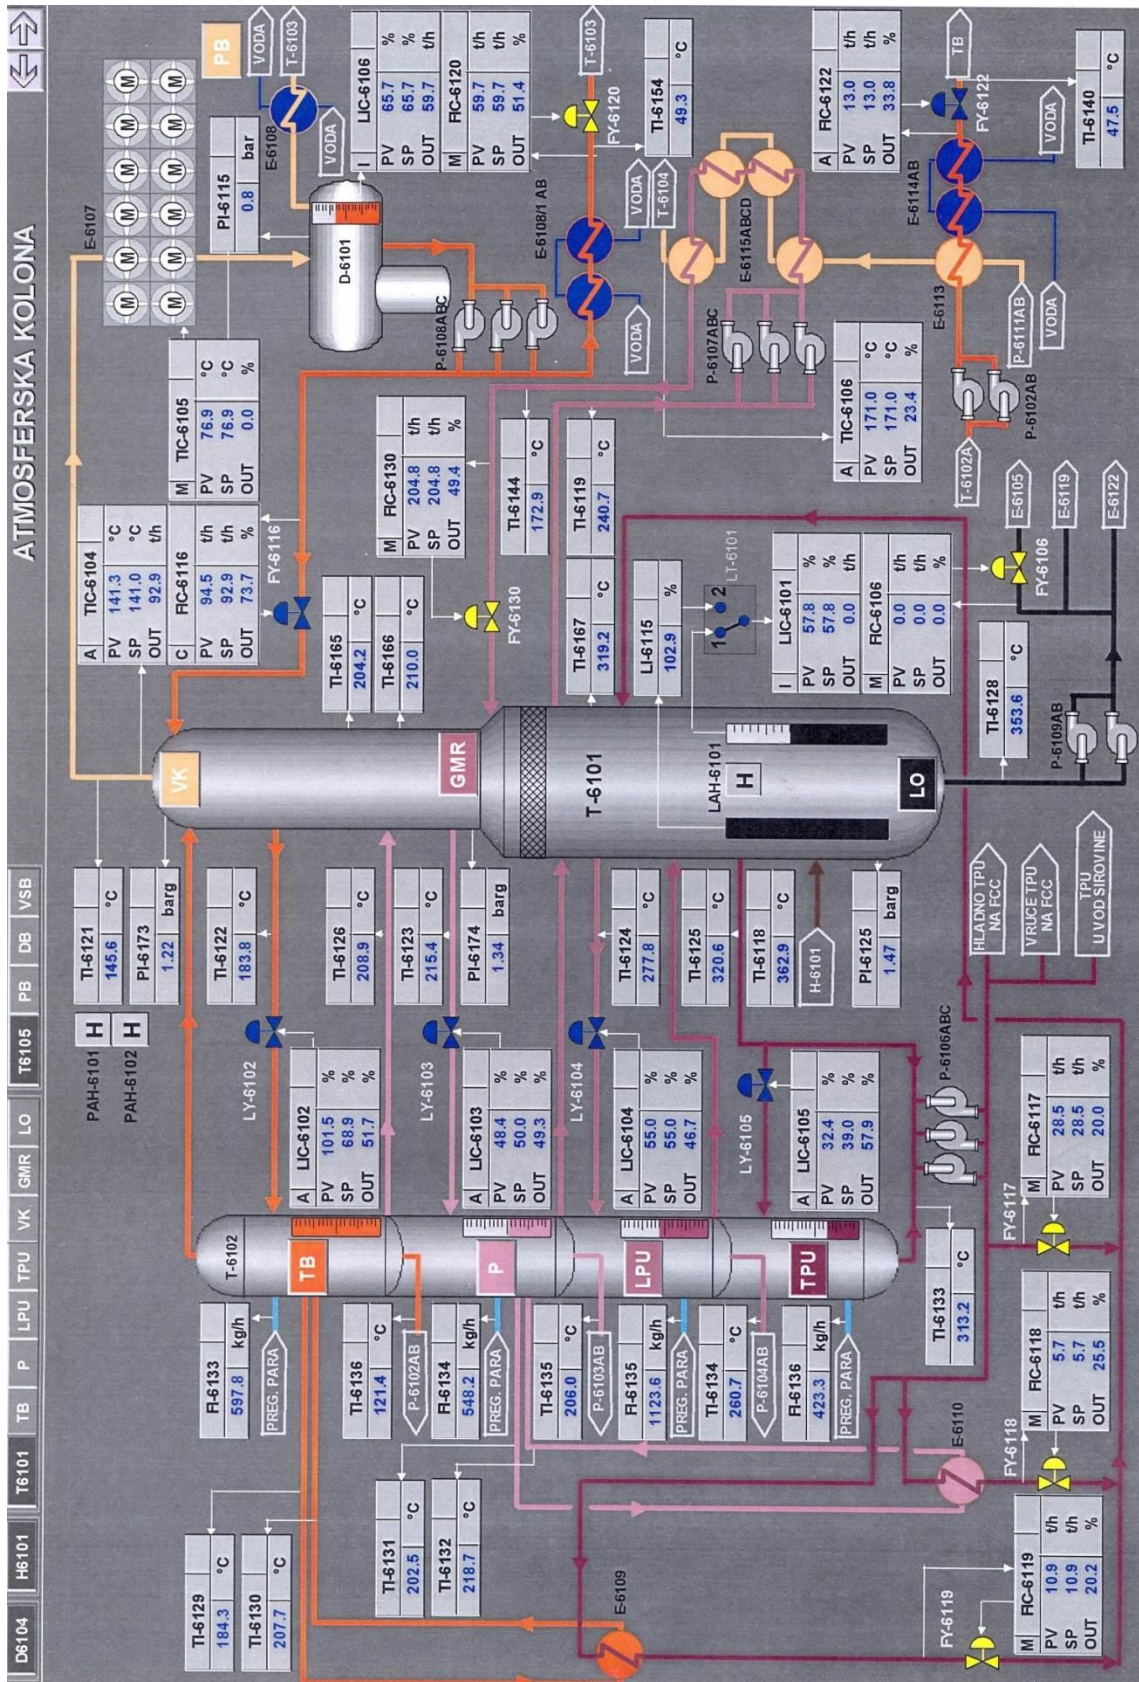 D6104 H6101 T6101 TB P LPU TPU VK GMR LO T6105 PB DB VSB
ATMOSFERSKA KOLONA
TI-6129
184.3 °C
TI-6130
207.7 °C
TI-6131
202.5 °C
TI-6132
218.7 °C
E-6109
FY-6119
M FIC-6119
PV 10.9 t/h
SP 10.9 t/h
OUT 20.2 %
FI-6133
597.8 kg/h
PREG. PARA
TI-6136
121.4 °C
P-6102AB
FI-6134
548.2 kg/h
PREG. PARA
TI-6135
206.0 °C
P-6103AB
FI-6135
1123.6 kg/h
PREG. PARA
TI-6134
260.7 °C
P-6104AB
FI-6136
423.3 kg/h
PREG. PARA
E-6110
FY-6118
M FIC-6118
PV 5.7 t/h
SP 5.7 t/h
OUT 25.5 %
T-6102
TB
P
LPU
TPU
TI-6133
313.2 °C
FY-6117
M FIC-6117
PV 28.5 t/h
SP 28.5 t/h
OUT 20.0 %
P-6106ABC
PAH-6101 H
PAH-6102 H
LY-6102
A LIC-6102
PV 101.5 %
SP 68.9 %
OUT 51.7 %
LY-6103
A LIC-6103
PV 48.4 %
SP 50.0 %
OUT 49.3 %
LY-6104
A LIC-6104
PV 55.0 %
SP 55.0 %
OUT 46.7 %
LY-6105
A LIC-6105
PV 32.4 %
SP 39.0 %
OUT 57.9 %
TI-6121
145.6 °C
PI-6173
1.22 barg
TI-6122
183.8 °C
TI-6126
208.9 °C
TI-6123
215.4 °C
PI-6174
1.34 barg
TI-6124
277.8 °C
TI-6125
320.6 °C
TI-6118
362.9 °C
H-6101
PI-6125
1.47 barg
HLADNO TPU
NA FCC
VRUCE TPU
NA FCC
TPU
UVOD SIROVINE
VK
GMR
T-6101
LAH-6101
H
LO
A TIC-6104
PV 141.3 °C
SP 141.0 °C
OUT 92.9 t/h
C FIC-6116
PV 94.5 t/h
SP 92.9 t/h
OUT 73.7 %
FY-6116
TI-6165
204.2 °C
TI-6166
210.0 °C
FY-6130
M FIC-6130
PV 204.8 t/h
SP 204.8 t/h
OUT 49.4 %
TI-6144
172.9 °C
TI-6119
240.7 °C
TI-6167
319.2 °C
LI-6115
102.9 %
1 2
LT-6101
I LIC-6101
PV 57.8 %
SP 57.8 %
OUT 0.0 t/h
M FIC-6106
PV 0.0 t/h
SP 0.0 t/h
OUT 0.0 %
FY-6106
TI-6128
353.6 °C
P-6109AB
E-6105
E-6119
E-6122
E-6107
M M M M M M
M M M M M M
M TIC-6105
PV 76.9 °C
SP 76.9 °C
OUT 0.0 %
PI-6115
0.8 bar
PB
VODA
T-6103
E-6108
VODA
D-6101
P-6108ABC
I LIC-6106
PV 65.7 %
SP 65.7 %
OUT 59.7 t/h
M FIC-6120
PV 59.7 t/h
SP 59.7 t/h
OUT 51.4 %
E-6108/1 AB
VODA
VODA
FY-6120
T-6103
TI-6154
49.3 °C
T-6104
E-6115ABCD
P-6107ABC
A TIC-6106
PV 171.0 °C
SP 171.0 °C
OUT 23.4 %
A FIC-6122
PV 13.0 t/h
SP 13.0 t/h
OUT 33.8 %
FY-6122
TB
TI-6140
47.5 °C
E-6114AB
VODA
VODA
E-6113
P-6111AB
P-6102AB
T-6102A